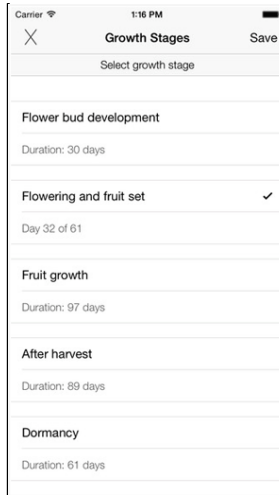 Carrier 1:16 PM
X Growth Stages Save
Select growth stage
Flower bud development
Duration: 30 days
Flowering and fruit set ✓
Day 32 of 61
Fruit growth
Duration: 97 days
After harvest
Duration: 89 days
Dormancy
Duration: 61 days